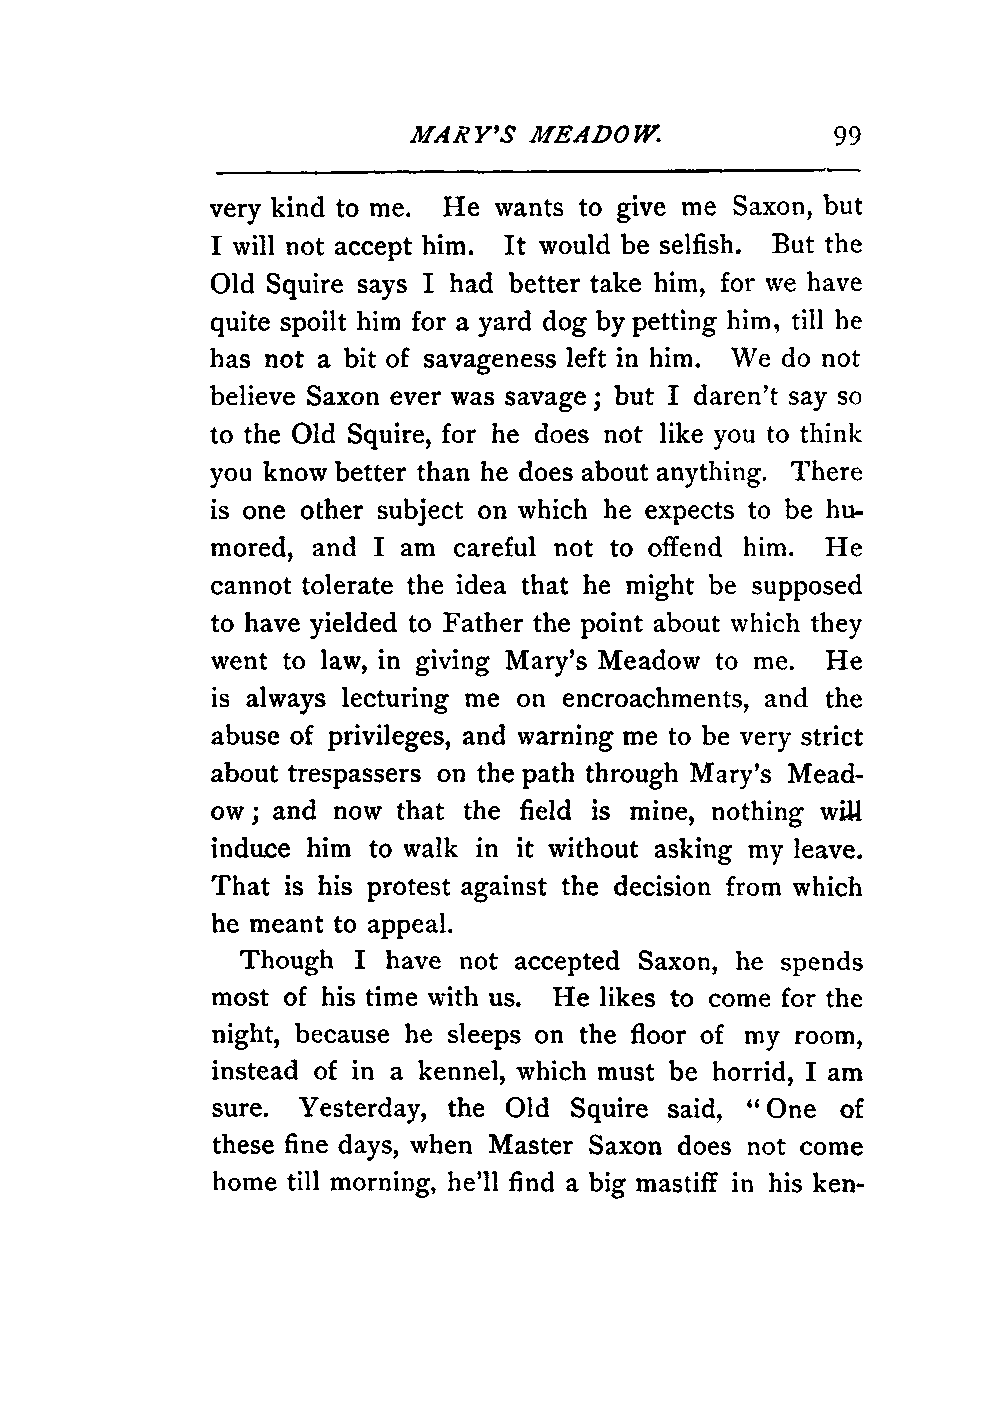 MARY'S MEADOW. 99
very kind to me. He wants to give me Saxon, but
I will not accept him. It would be selfish. But the
Old Squire says I had better take him, for we have
quite spoilt him for a yard dog by petting him, till he
has not a bit of savageness left in him. We do not
believe Saxon ever was savage; but I daren't say so
to the Old Squire, for he does not like you to think
you know better than he does about anything. There
is one other subject on which he expects to be hu-
mored, and I am careful not to offend him. He
cannot tolerate the idea that he might be supposed
to have yielded to Father the point about which they
went to law, in giving Mary's Meadow to me. He
is always lecturing me on encroachments, and the
abuse of privileges, and warning me to be very strict
about trespassers on the path through Mary's Mead-
ow; and now that the field is mine, nothing will
induce him to walk in it without asking my leave.
That is his protest against the decision from which
he meant to appeal.
Though I have not accepted Saxon, he spends
most of his time with us. He likes to come for the
night, because he sleeps on the floor of my room,
instead of in a kennel, which must be horrid, I am
sure. Yesterday, the Old Squire said, "One of
these fine days, when Master Saxon does not come
home till morning, he'll find a big mastiff in his ken-